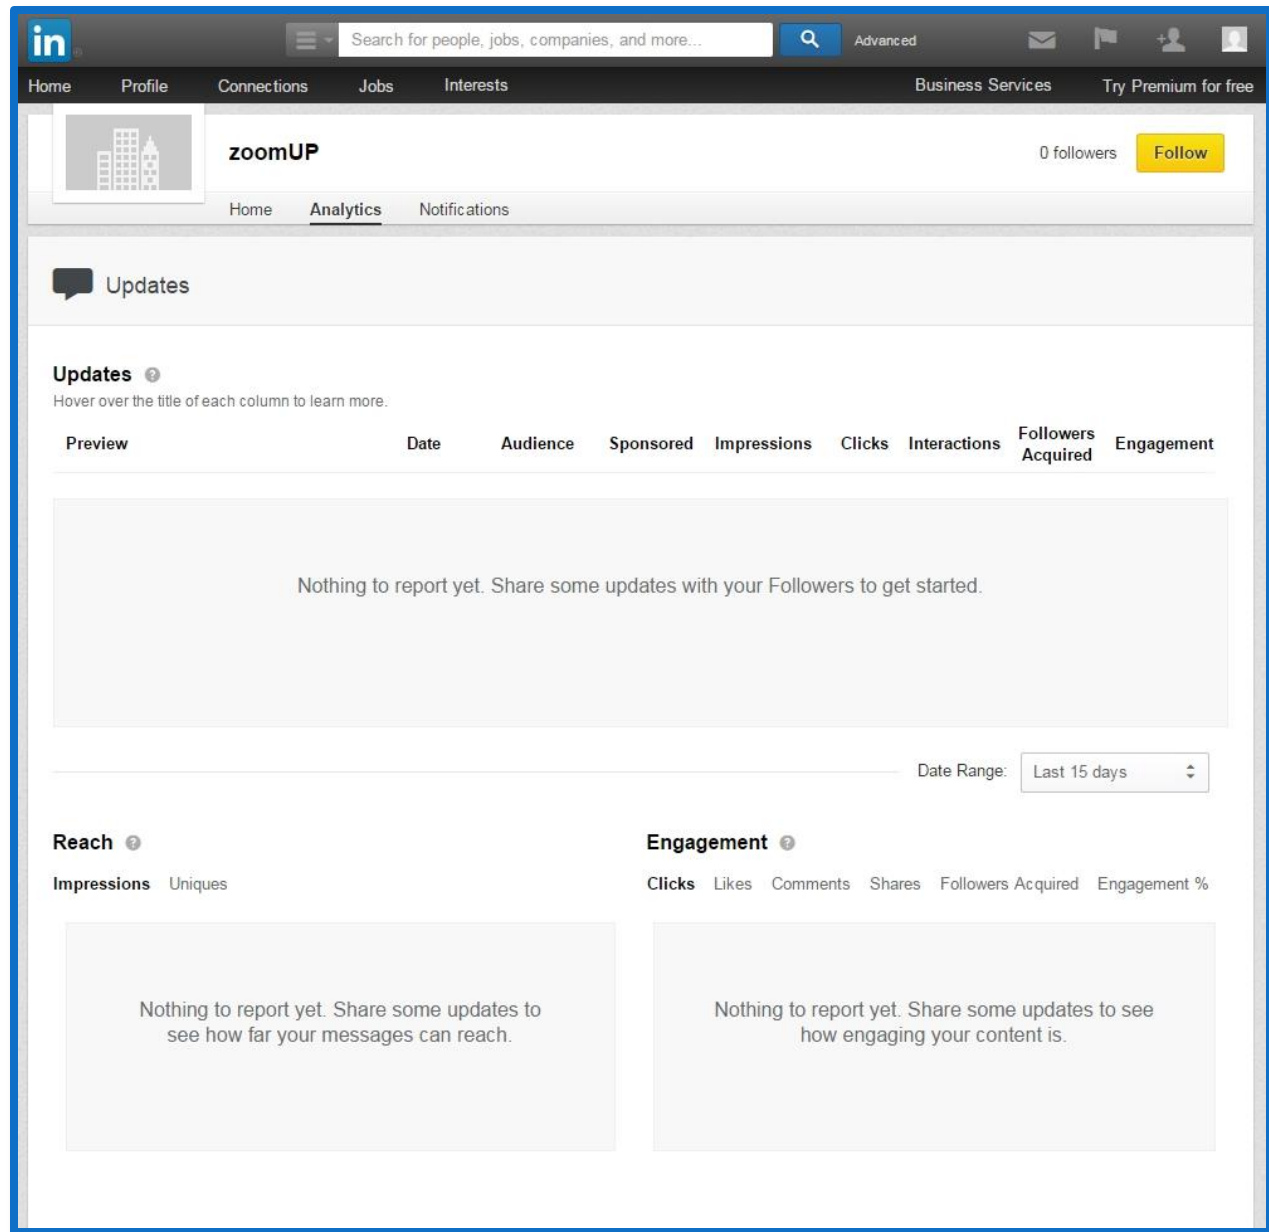 in
Search for people, jobs, companies, and more...
Advanced
Home Profile Connections Jobs Interests Business Services Try Premium for free
zoomUP
0 followers Follow
Home Analytics Notifications
Updates
Updates ?
Hover over the title of each column to learn more.
Preview Date Audience Sponsored Impressions Clicks Interactions Followers Acquired Engagement
Nothing to report yet. Share some updates with your Followers to get started.
Date Range: Last 15 days
Reach ?
Impressions Uniques
Nothing to report yet. Share some updates to
see how far your messages can reach.
Engagement ?
Clicks Likes Comments Shares Followers Acquired Engagement %
Nothing to report yet. Share some updates to see
how engaging your content is.